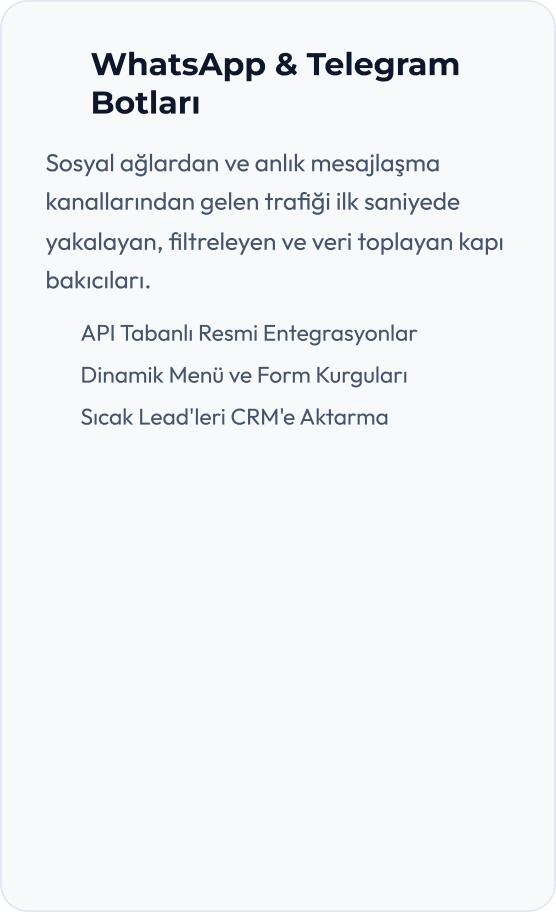 WhatsApp & Telegram
Botları
Sosyal ağlardan ve anlık mesajlaşma
kanallarından gelen trafiği ilk saniyede
yakalayan, filtreleyen ve veri toplayan kapı
bakıcıları.
API Tabanlı Resmi Entegrasyonlar
Dinamik Menü ve Form Kurguları
Sıcak Lead'leri CRM'e Aktarma